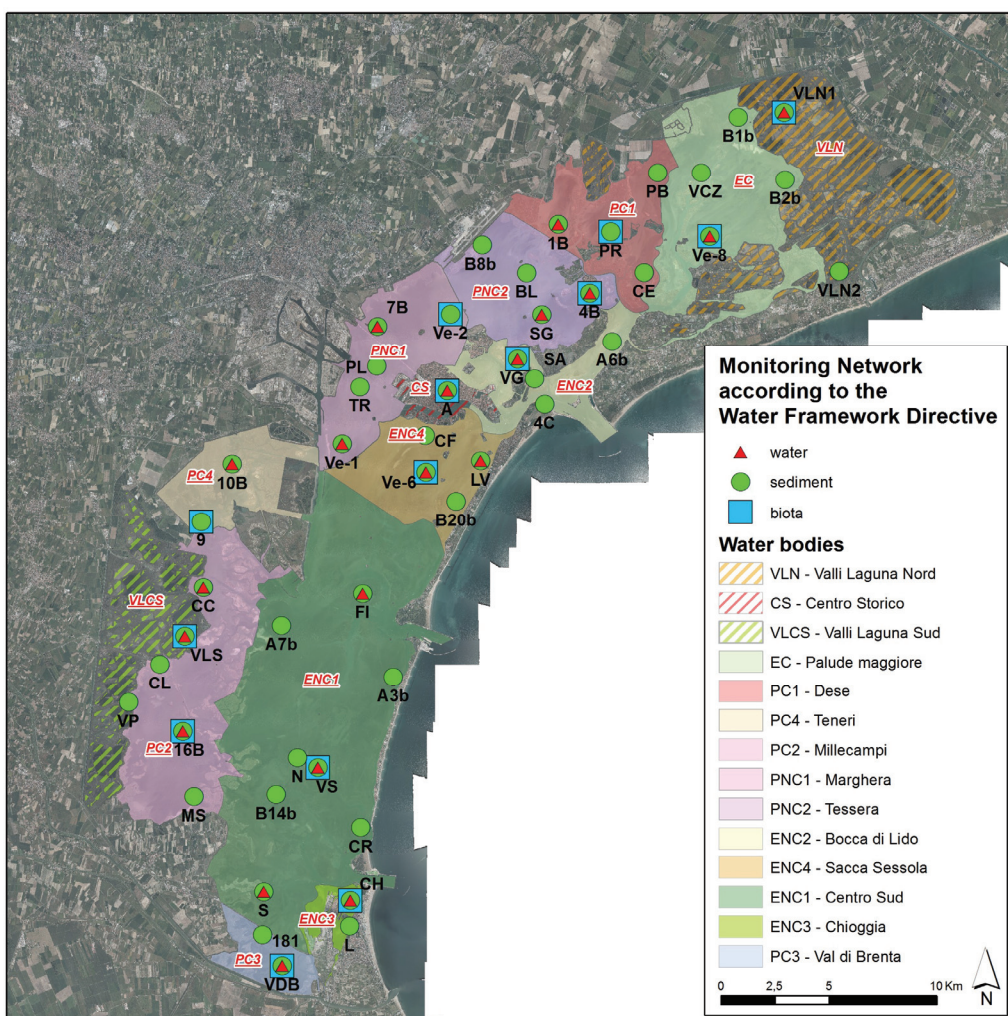 VLN1
B1b
VLN
PB
VCZ
EC
B2b
PC1
1B
PR
Ve-8
B8b
BL
CE
VLN2
PNC2
4B
7B
Ve-2
SG
PNC1
SA
A6b
PL
VG
ENC2
TR
CS
A
4C
ENC4
CF
Ve-1
PC4
10B
Ve-6
LV
B20b
9
CC
FI
VLCS
VLS
A7b
CL
ENC1
A3b
VP
16B
PC2
N
VS
MS
B14b
CR
CH
S
ENC3
L
181
PC3
VDB
Monitoring Network
according to the
Water Framework Directive
water
sediment
biota
Water bodies
VLN - Valli Laguna Nord
CS - Centro Storico
VLCS - Valli Laguna Sud
EC - Palude maggiore
PC1 - Dese
PC4 - Teneri
PC2 - Millecampi
PNC1 - Marghera
PNC2 - Tessera
ENC2 - Bocca di Lido
ENC4 - Sacca Sessola
ENC1 - Centro Sud
ENC3 - Chioggia
PC3 - Val di Brenta
0 2,5 5 10 Km
N